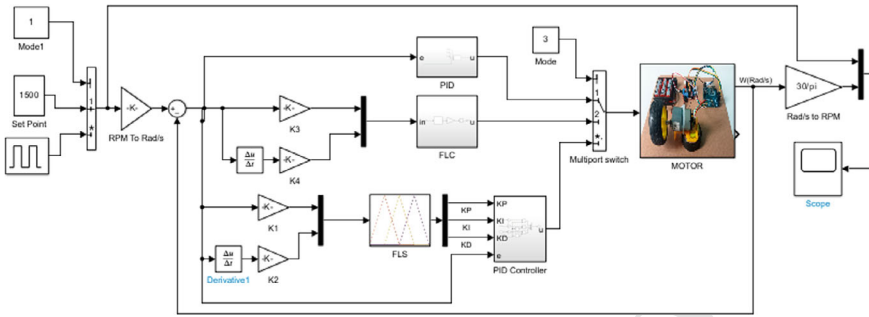 1
Mode1
1500
Set Point
1
*
-K-
RPM To Rad/s
+
-
e
u
PID
-K-
K3
Δu
Δt
-K-
K4
in
u
FLC
-K-
K1
Δu
Δt
Derivative1
-K-
K2
FLS
KP
KI
KD
KP
KI
KD
e
u
PID Controller
3
Mode
1
2
*
Multiport switch
MOTOR
W(Rad/s)
30/pi
Rad/s to RPM
Scope